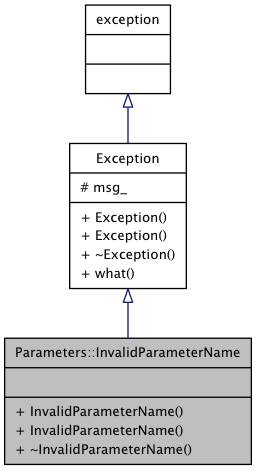 exception
Exception
# msg_
+ Exception()
+ Exception()
+ ~Exception()
+ what()
Parameters::InvalidParameterName
+ InvalidParameterName()
+ InvalidParameterName()
+ ~InvalidParameterName()